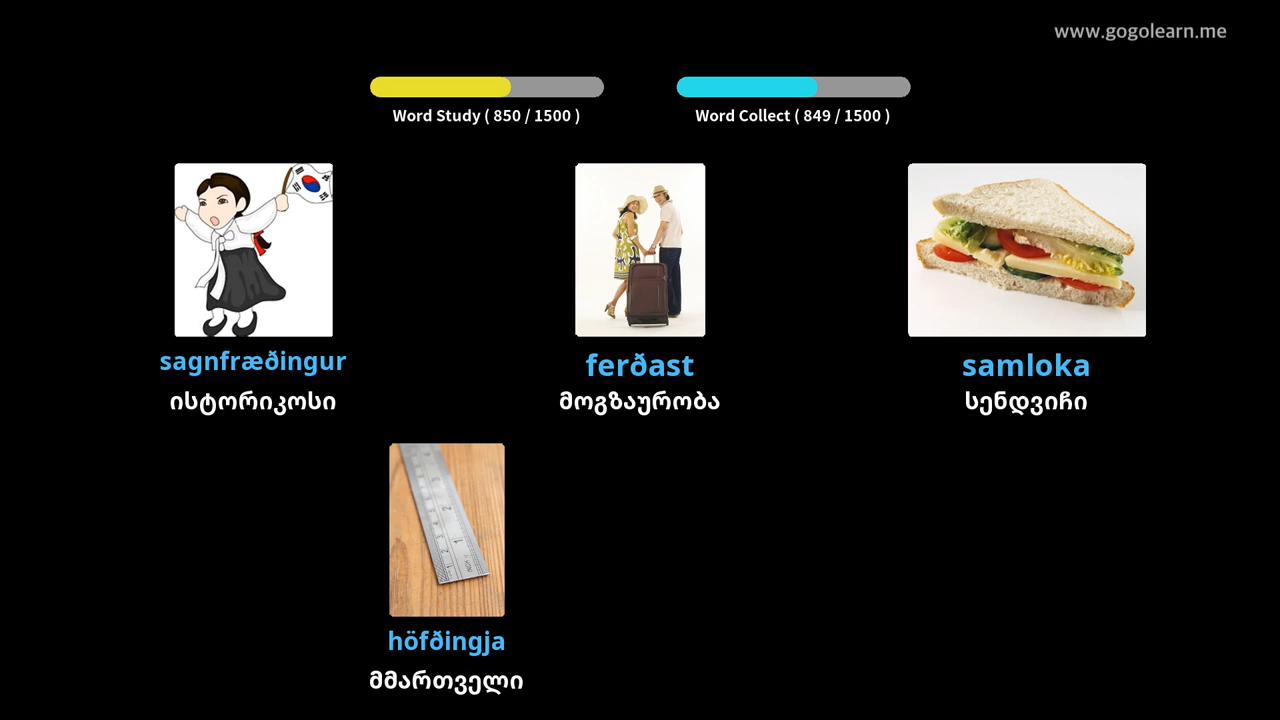 www.gogolearn.me
Word Study ( 850 / 1500 )
Word Collect ( 849 / 1500 )
sagnfræðingur
ისტორიკოსი
ferðast
მოგზაურობა
samloka
სენდვიჩი
höfðingja
მმართველი